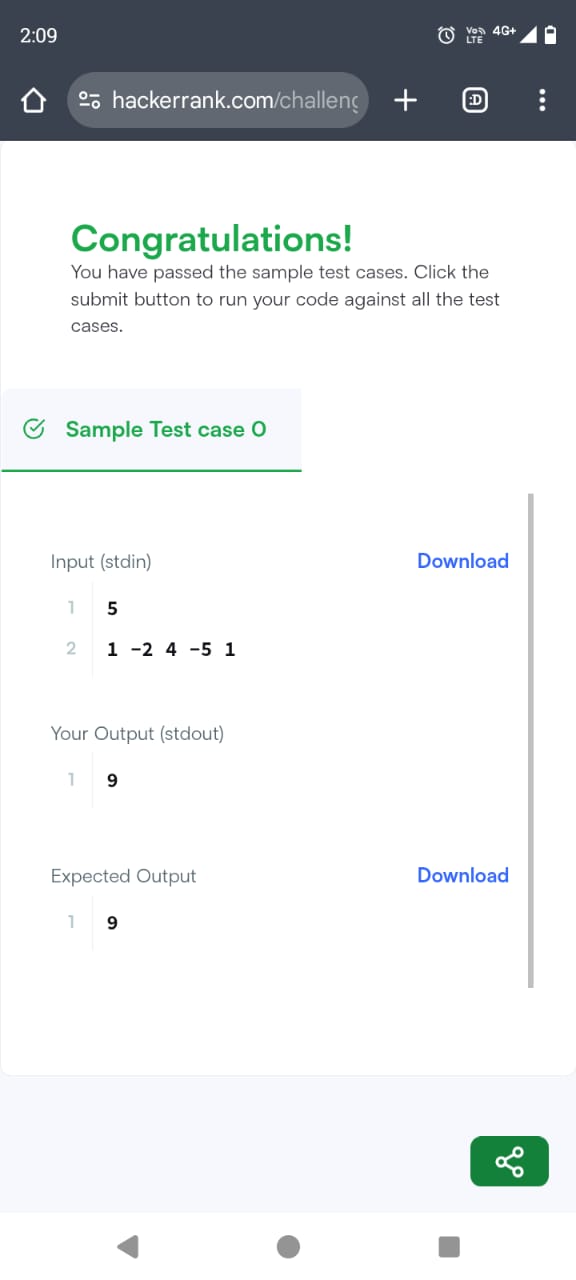 2:09
Vo)) LTE 4G+
hackerrank.com/challeng
:D
Congratulations!
You have passed the sample test cases. Click the
submit button to run your code against all the test
cases.
Sample Test case 0
Input (stdin) Download
1 5
2 1 -2 4 -5 1
Your Output (stdout)
1 9
Expected Output Download
1 9